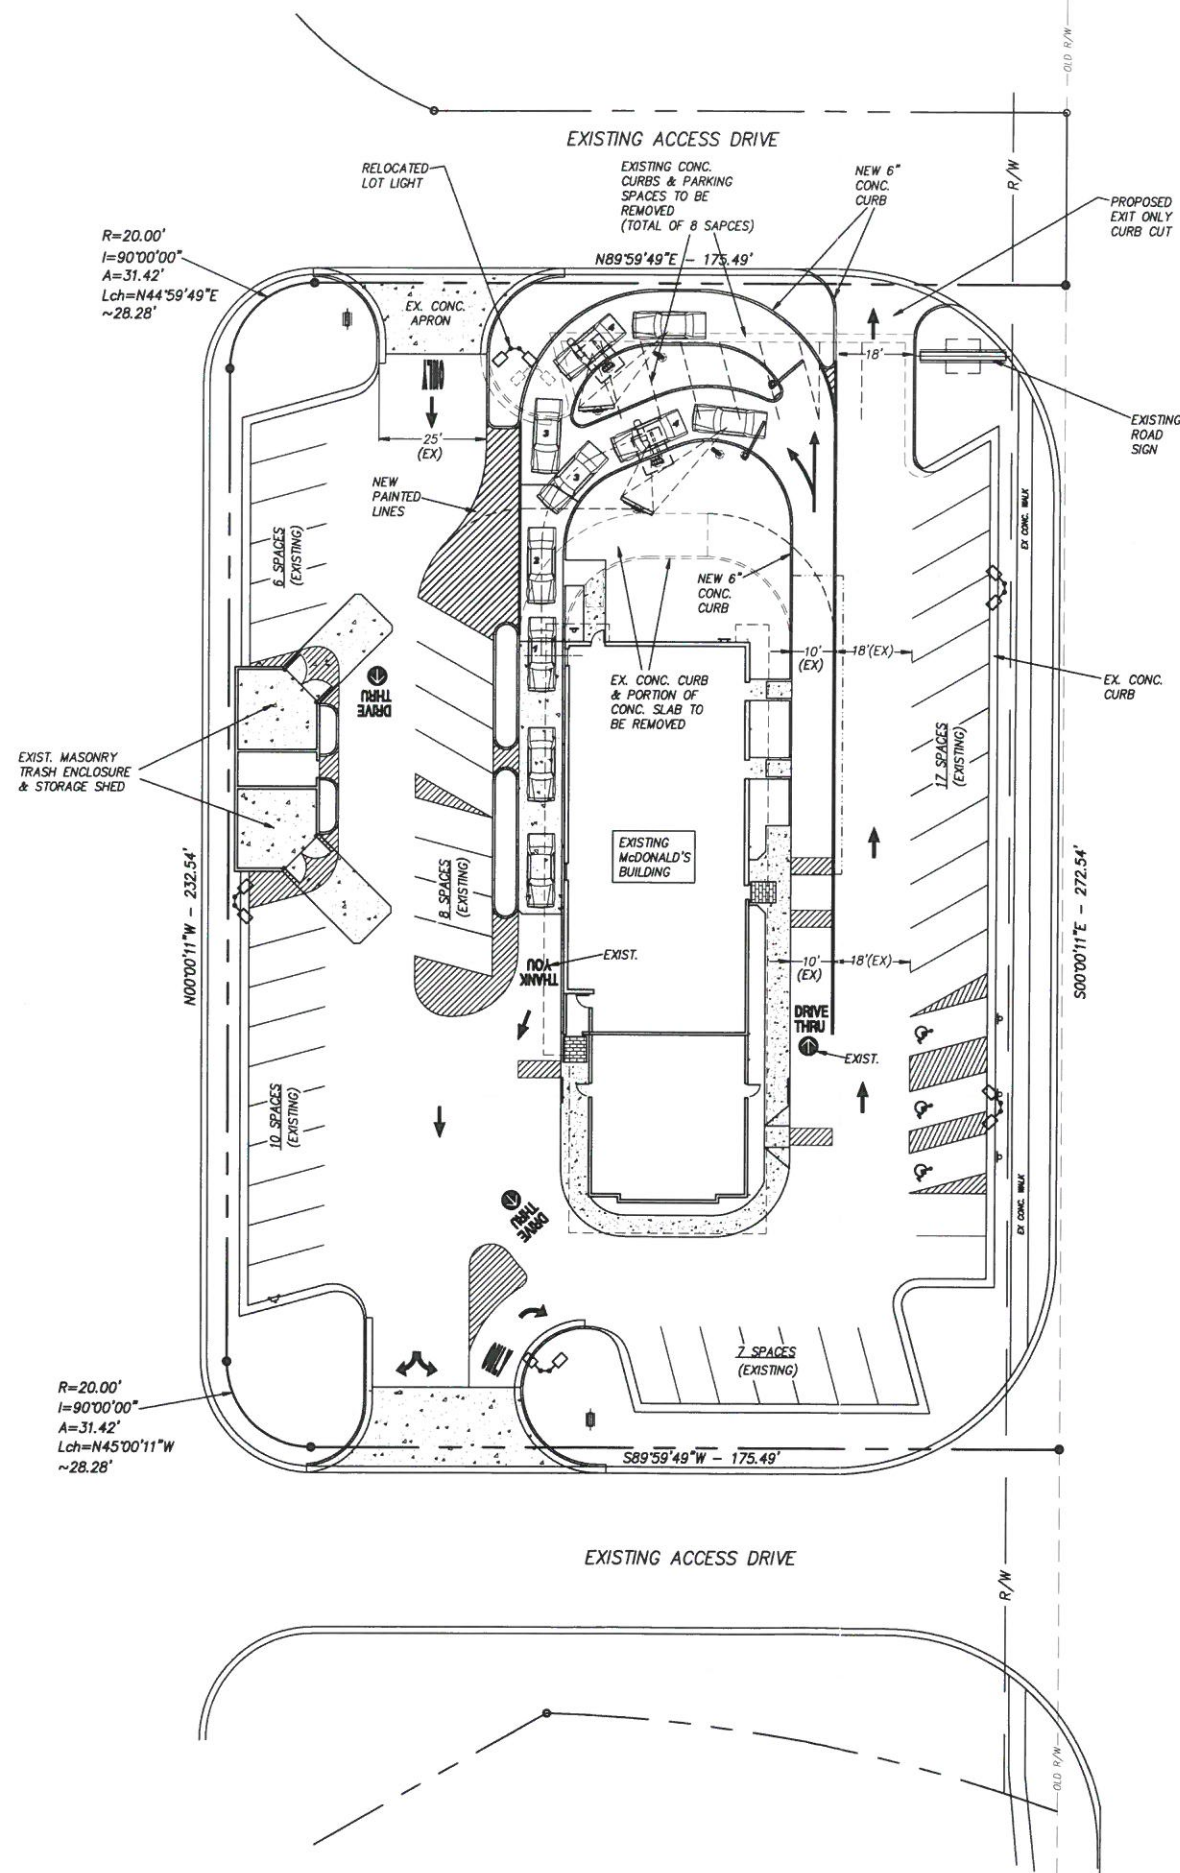 OLD R/W
EXISTING ACCESS DRIVE
R/W
RELOCATED
LOT LIGHT
EXISTING CONC.
CURBS & PARKING
SPACES TO BE
REMOVED
(TOTAL OF 8 SAPCES)
NEW 6"
CONC.
CURB
PROPOSED
EXIT ONLY
CURB CUT
R=20.00'
I=90°00'00"
A=31.42'
Lch=N44°59'49"E
~28.28'
N89°59'49"E - 175.49'
EX. CONC.
APRON
ONLY
18'
25'
(EX)
EXISTING
ROAD
SIGN
NEW
PAINTED
LINES
4
4
3
3
2
1
6 SPACES
(EXISTING)
EX CONC. WALK
NEW 6"
CONC.
CURB
10'
(EX)
18'(EX)
EX. CONC. CURB
& PORTION OF
CONC. SLAB TO
BE REMOVED
EX. CONC.
CURB
DRIVE
THRU
EXIST. MASONRY
TRASH ENCLOSURE
& STORAGE SHED
17 SPACES
(EXISTING)
EXISTING
McDONALD'S
BUILDING
N00°00'11"W - 232.54'
8 SPACES
(EXISTING)
S00°00'11"E - 272.54'
THANK
YOU
EXIST.
10'
(EX)
18'(EX)
DRIVE
THRU
EXIST.
10 SPACES
(EXISTING)
EX CONC. WALK
DRIVE
THRU
7 SPACES
(EXISTING)
R=20.00'
I=90°00'00"
A=31.42'
Lch=N45°00'11"W
~28.28'
S89°59'49"W - 175.49'
EXISTING ACCESS DRIVE
R/W
OLD R/W